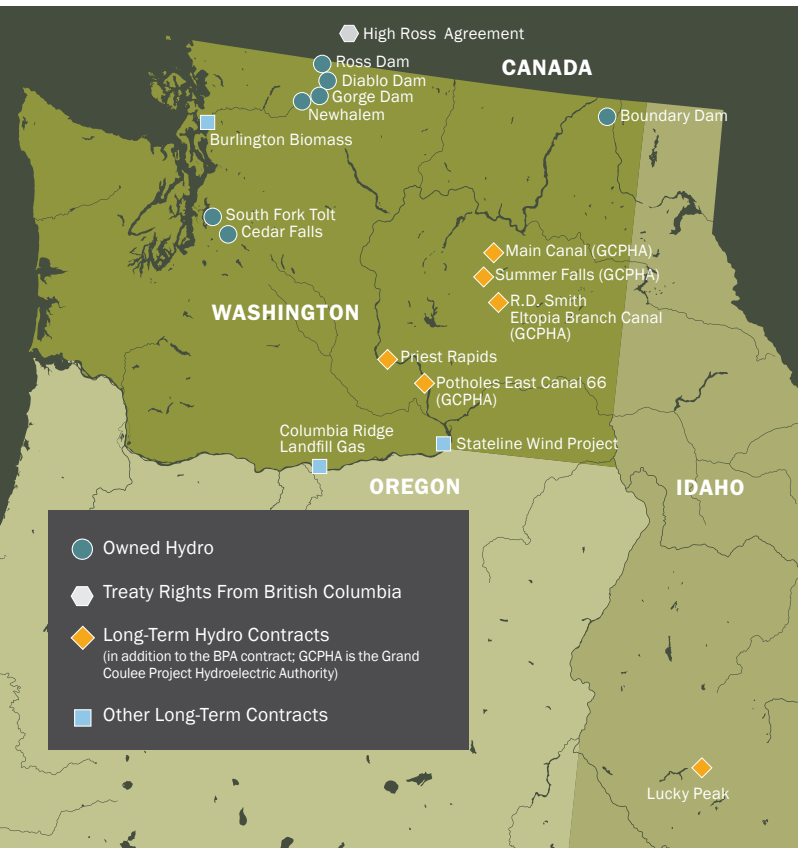 High Ross Agreement
Ross Dam
CANADA
Diablo Dam
Gorge Dam
Newhalem
Boundary Dam
Burlington Biomass
South Fork Tolt
Cedar Falls
Main Canal (GCPHA)
Summer Falls (GCPHA)
R.D. Smith
Eltopia Branch Canal
(GCPHA)
WASHINGTON
Priest Rapids
Potholes East Canal 66
(GCPHA)
Columbia Ridge
Landfill Gas
Stateline Wind Project
OREGON
IDAHO
Owned Hydro
Treaty Rights From British Columbia
Long-Term Hydro Contracts
(in addition to the BPA contract; GCPHA is the Grand
Coulee Project Hydroelectric Authority)
Other Long-Term Contracts
Lucky Peak